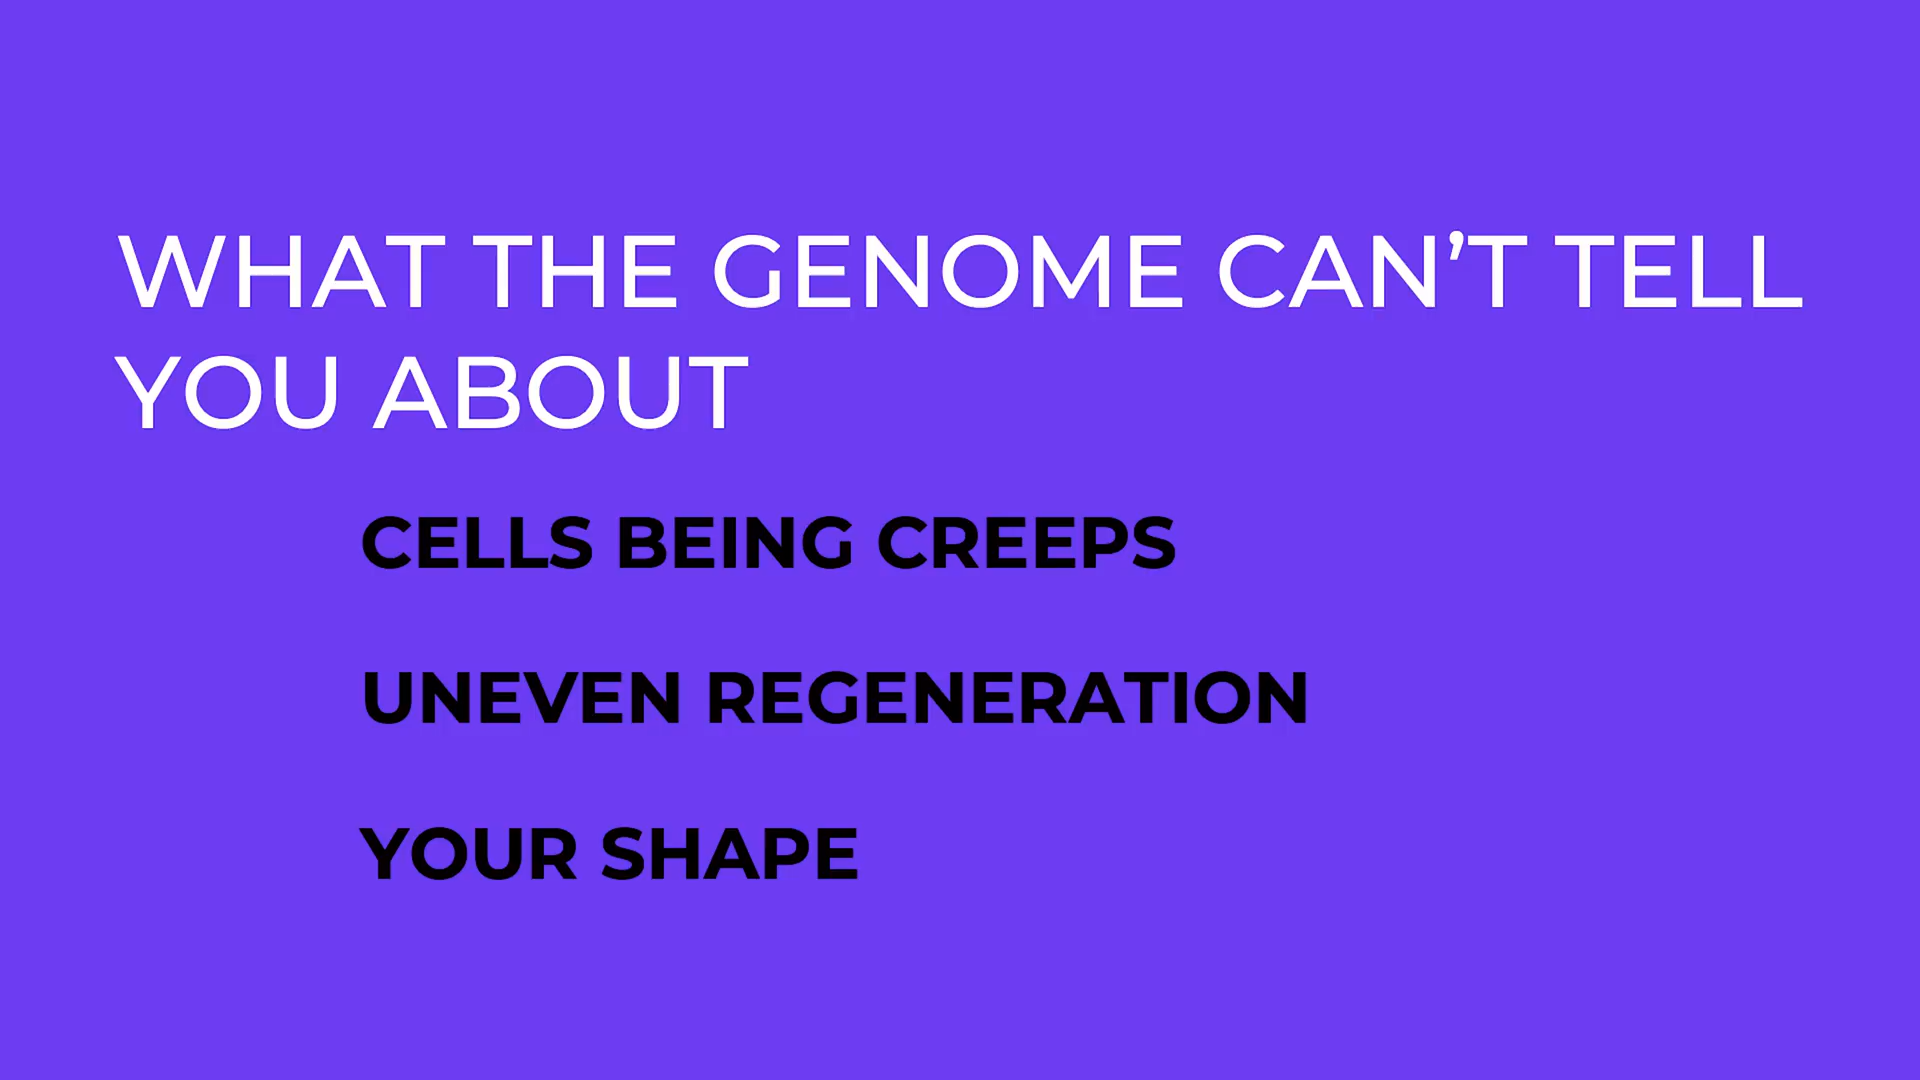 WHAT THE GENOME CAN’T TELL
YOU ABOUT
CELLS BEING CREEPS
UNEVEN REGENERATION
YOUR SHAPE